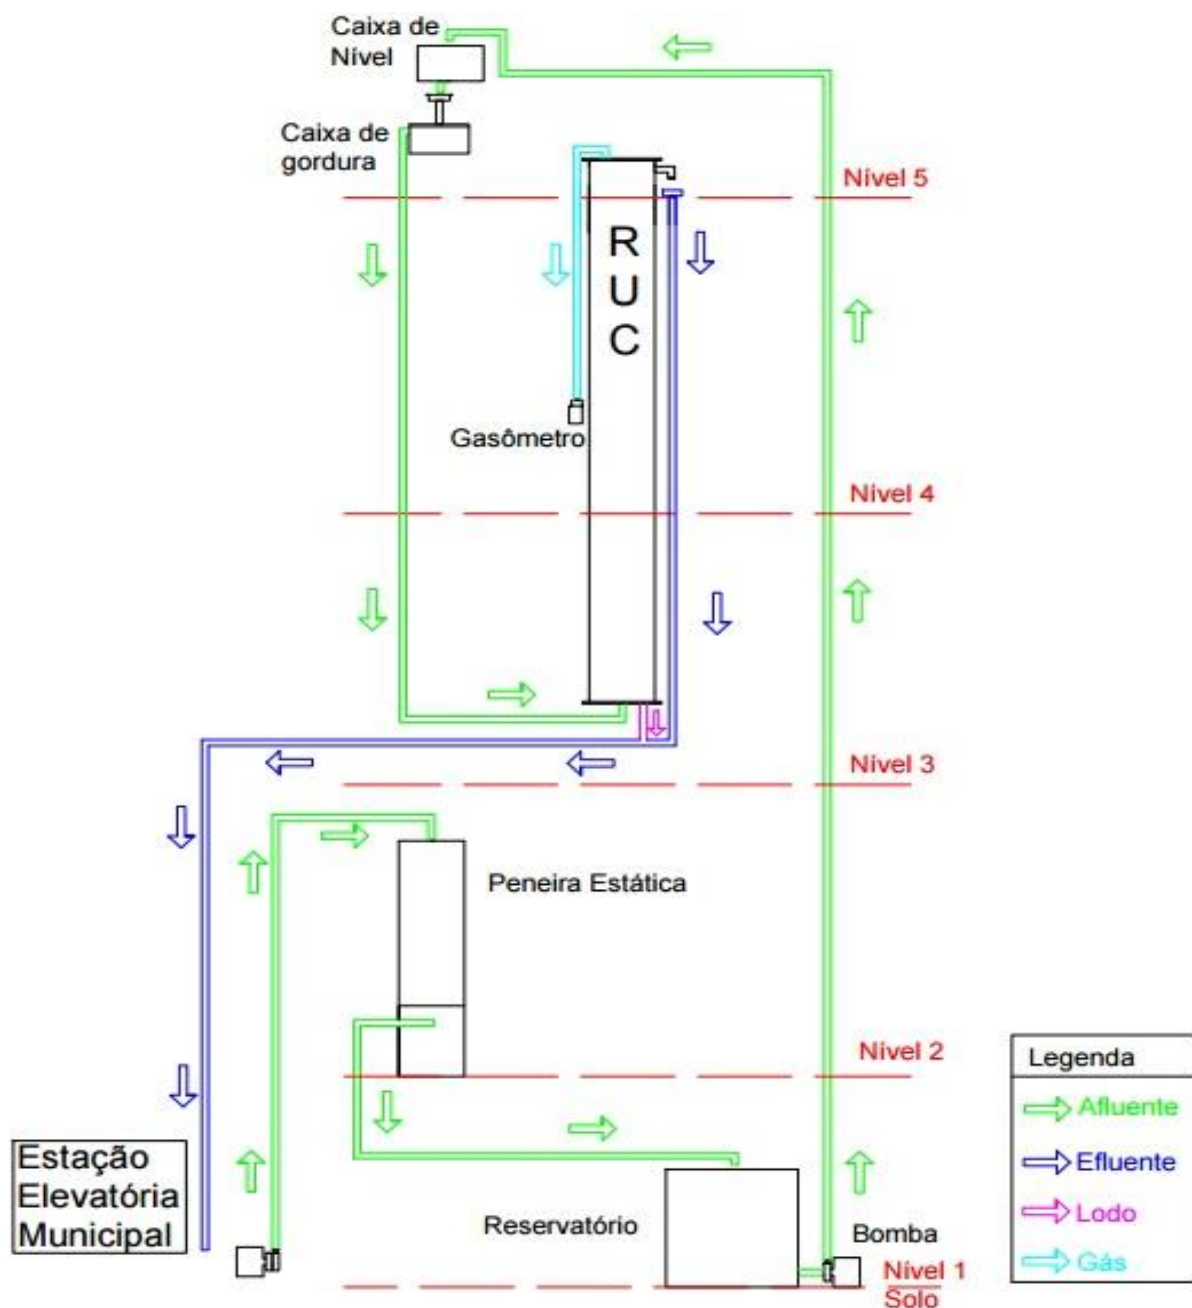 Caixa de
Nível
Caixa de
gordura
Nível 5
R
U
C
Gasômetro
Nível 4
Nível 3
Peneira Estática
Nível 2
Legenda
Afluente
Efluente
Lodo
Gás
Estação
Elevatória
Municipal
Reservatório
Bomba
Nível 1
Solo